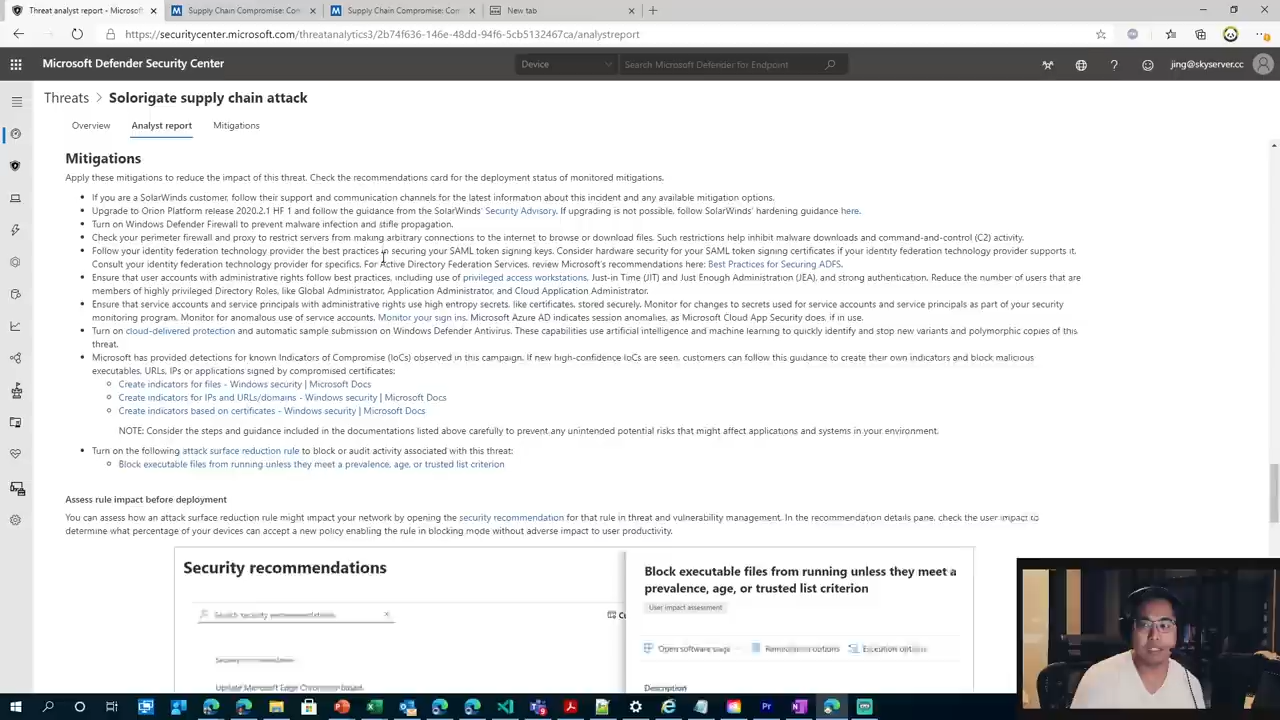 Threat analyst report - Microsoft
Supply Chain Compromise: Com
Supply Chain Compromise: Com
New tab
https://securitycenter.microsoft.com/threatanalytics3/2b74f636-146e-48dd-94f6-5cb5132467ca/analystreport
Microsoft Defender Security Center
Device
Search Microsoft Defender for Endpoint
jing@skyserver.cc
Threats > Solorigate supply chain attack
Overview
Analyst report
Mitigations
Mitigations
Apply these mitigations to reduce the impact of this threat. Check the recommendations card for the deployment status of monitored mitigations.
If you are a SolarWinds customer, follow their support and communication channels for the latest information about this incident and any available mitigation options.
Upgrade to Orion Platform release 2020.2.1 HF 1 and follow the guidance from the SolarWinds' Security Advisory. If upgrading is not possible, follow SolarWinds' hardening guidance here.
Turn on Windows Defender Firewall to prevent malware infection and stifle propagation.
Check your perimeter firewall and proxy to restrict servers from making arbitrary connections to the internet to browse or download files. Such restrictions help inhibit malware downloads and command-and-control (C2) activity.
Follow your identity federation technology provider the best practices in securing your SAML token signing keys. Consider hardware security for your SAML token signing certificates if your identity federation technology provider supports it.
Consult your identity federation technology provider for specifics. For Active Directory Federation Services, review Microsoft's recommendations here: Best Practices for Securing ADFS.
Ensure that user accounts with administrative rights follow best practices, including use of privileged access workstations, Just-in Time (JIT) and Just Enough Administration (JEA), and strong authentication. Reduce the number of users that are
members of highly privileged Directory Roles, like Global Administrator, Application Administrator, and Cloud Application Administrator.
Ensure that service accounts and service principals with administrative rights use high entropy secrets, like certificates, stored securely. Monitor for changes to secrets used for service accounts and service principals as part of your security
monitoring program. Monitor for anomalous use of service accounts. Monitor your sign ins. Microsoft Azure AD indicates session anomalies, as Microsoft Cloud App Security does, if in use.
Turn on cloud-delivered protection and automatic sample submission on Windows Defender Antivirus. These capabilities use artificial intelligence and machine learning to quickly identify and stop new variants and polymorphic copies of this
threat.
Microsoft has provided detections for known Indicators of Compromise (IoCs) observed in this campaign. If new high-confidence IoCs are seen, customers can follow this guidance to create their own indicators and block malicious
executables, URLs, IPs or applications signed by compromised certificates:
Create indicators for files - Windows security | Microsoft Docs
Create indicators for IPs and URLs/domains - Windows security | Microsoft Docs
Create indicators based on certificates - Windows security | Microsoft Docs
NOTE: Consider the steps and guidance included in the documentations listed above carefully to prevent any unintended potential risks that might affect applications and systems in your environment.
Turn on the following attack surface reduction rule to block or audit activity associated with this threat:
Block executable files from running unless they meet a prevalence, age, or trusted list criterion
Assess rule impact before deployment
You can assess how an attack surface reduction rule might impact your network by opening the security recommendation for that rule in threat and vulnerability management. In the recommendation details pane, check the user impact to
determine what percentage of your devices can accept a new policy enabling the rule in blocking mode without adverse impact to user productivity.
Security recommendations
Block executable files from running unless they meet a
prevalence, age, or trusted list criterion
User impact assessment
Search security recommendations
Cu
Open software page
Remediation options
Exception options
Update Microsoft Edge Chromium-based
Description